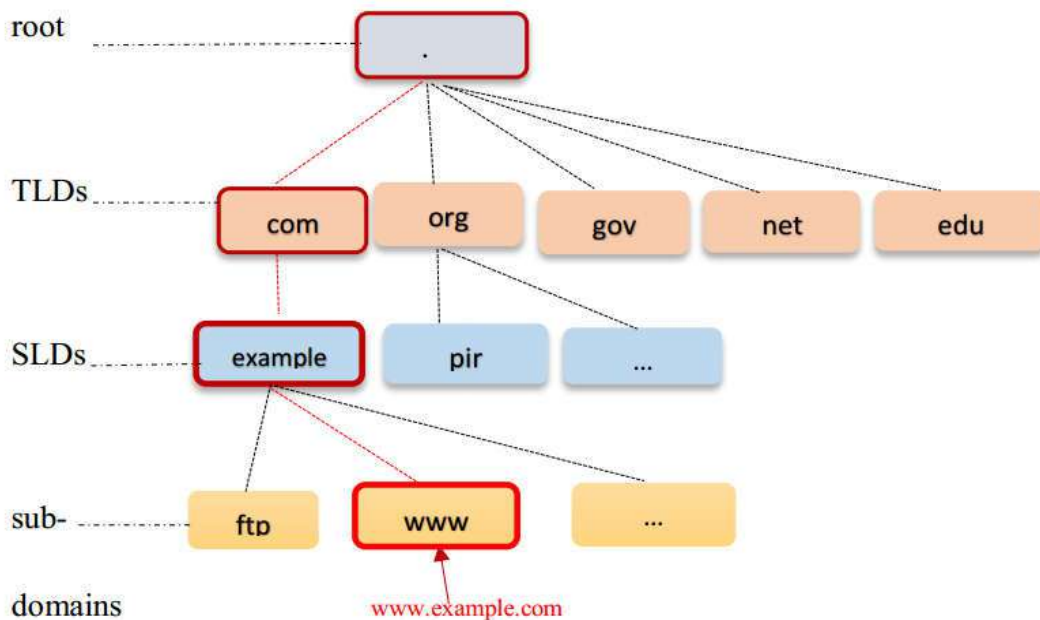 root
.
TLDs
com
org
gov
net
edu
SLDs
example
pir
...
sub-
ftp
www
...
domains
www.example.com